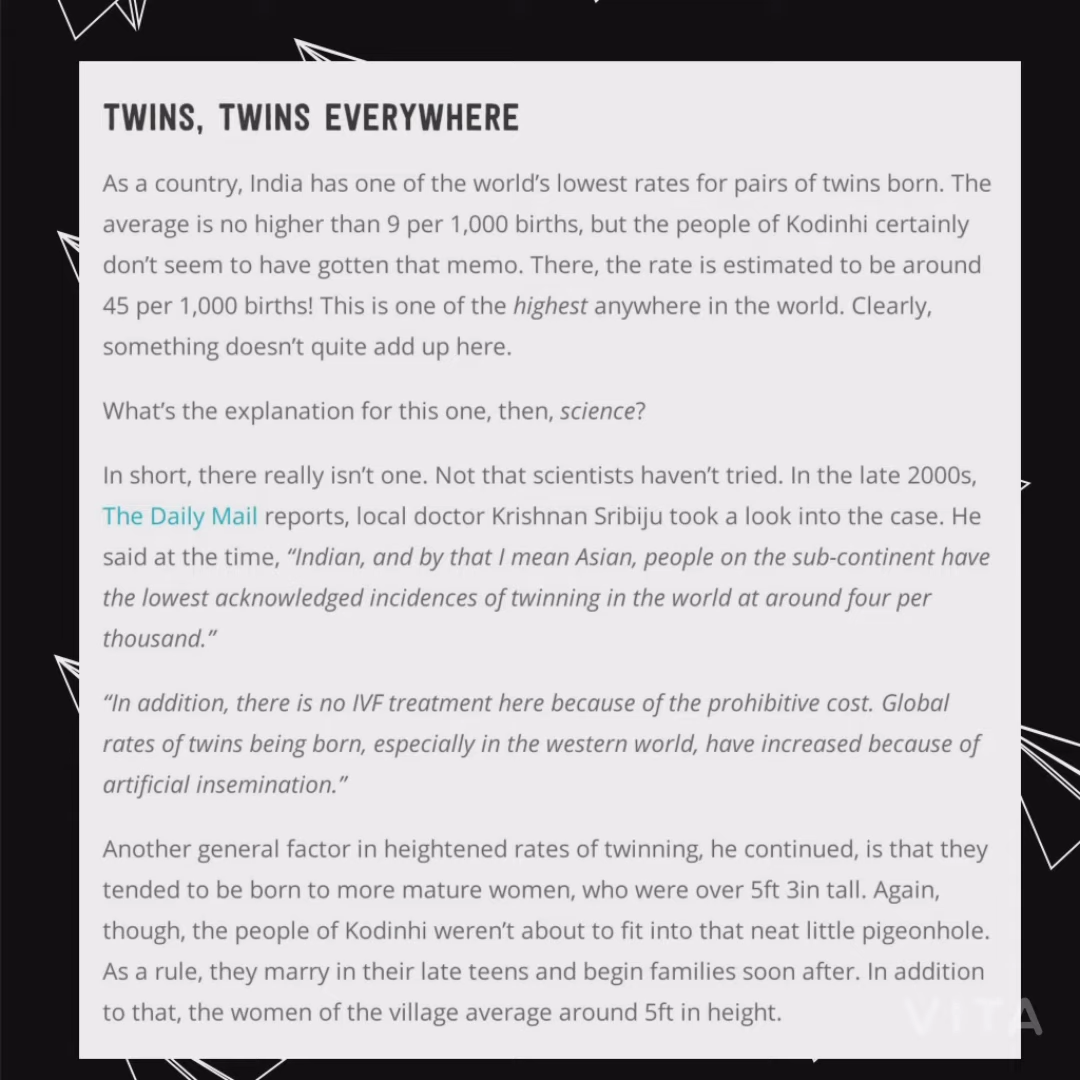 TWINS, TWINS EVERYWHERE
As a country, India has one of the world’s lowest rates for pairs of twins born. The
average is no higher than 9 per 1,000 births, but the people of Kodinhi certainly
don’t seem to have gotten that memo. There, the rate is estimated to be around
45 per 1,000 births! This is one of the highest anywhere in the world. Clearly,
something doesn’t quite add up here.
What’s the explanation for this one, then, science?
In short, there really isn’t one. Not that scientists haven’t tried. In the late 2000s,
The Daily Mail reports, local doctor Krishnan Sribiju took a look into the case. He
said at the time, “Indian, and by that I mean Asian, people on the sub-continent have
the lowest acknowledged incidences of twinning in the world at around four per
thousand.”
“In addition, there is no IVF treatment here because of the prohibitive cost. Global
rates of twins being born, especially in the western world, have increased because of
artificial insemination.”
Another general factor in heightened rates of twinning, he continued, is that they
tended to be born to more mature women, who were over 5ft 3in tall. Again,
though, the people of Kodinhi weren’t about to fit into that neat little pigeonhole.
As a rule, they marry in their late teens and begin families soon after. In addition
to that, the women of the village average around 5ft in height.
VITA